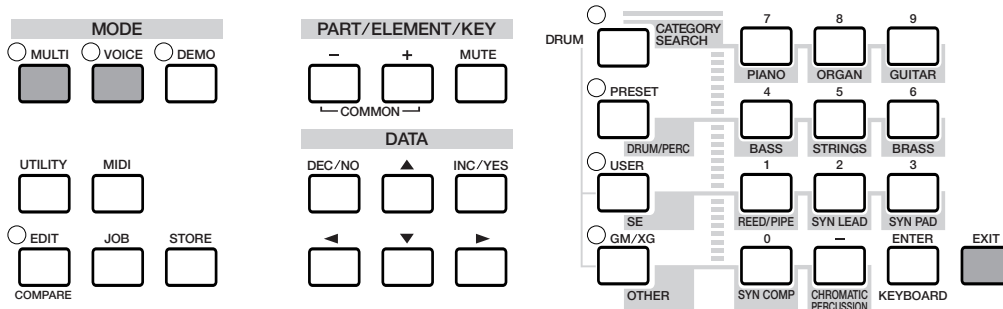 MODE
MULTI VOICE DEMO
UTILITY MIDI
EDIT JOB STORE
COMPARE
PART/ELEMENT/KEY
– + MUTE
COMMON
DATA
DEC/NO ▲ INC/YES
◄ ▼ ►
DRUM
CATEGORY
SEARCH
7 8 9
PIANO ORGAN GUITAR
PRESET 4 5 6
DRUM/PERC BASS STRINGS BRASS
USER 1 2 3
SE REED/PIPE SYN LEAD SYN PAD
GM/XG 0 – ENTER EXIT
OTHER SYN COMP CHROMATIC KEYBOARD
PERCUSSION